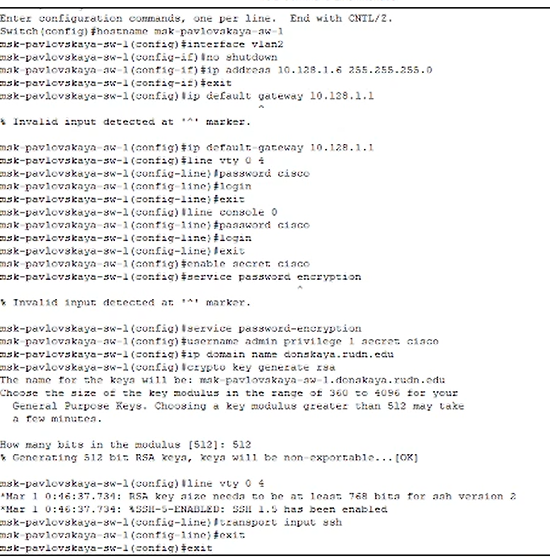 Enter configuration commands, one per line.  End with CNTL/Z.
Switch(config)#hostname msk-pavlovskaya-sw-1
msk-pavlovskaya-sw-1(config)#interface vlan2
msk-pavlovskaya-sw-1(config-if)#no shutdown
msk-pavlovskaya-sw-1(config-if)#ip address 10.128.1.6 255.255.255.0
msk-pavlovskaya-sw-1(config-if)#exit
msk-pavlovskaya-sw-1(config)#ip default gateway 10.128.1.1
^
% Invalid input detected at '^' marker.
msk-pavlovskaya-sw-1(config)#ip default-gateway 10.128.1.1
msk-pavlovskaya-sw-1(config)#line vty 0 4
msk-pavlovskaya-sw-1(config-line)#password cisco
msk-pavlovskaya-sw-1(config-line)#login
msk-pavlovskaya-sw-1(config-line)#exit
msk-pavlovskaya-sw-1(config)#line console 0
msk-pavlovskaya-sw-1(config-line)#password cisco
msk-pavlovskaya-sw-1(config-line)#login
msk-pavlovskaya-sw-1(config-line)#exit
msk-pavlovskaya-sw-1(config)#enable secret cisco
msk-pavlovskaya-sw-1(config)#service password encryption
^
% Invalid input detected at '^' marker.
msk-pavlovskaya-sw-1(config)#service password-encryption
msk-pavlovskaya-sw-1(config)#username admin privilege 1 secret cisco
msk-pavlovskaya-sw-1(config)#ip domain name donskaya.rudn.edu
msk-pavlovskaya-sw-1(config)#crypto key generate rsa
The name for the keys will be: msk-pavlovskaya-sw-1.donskaya.rudn.edu
Choose the size of the key modulus in the range of 360 to 4096 for your
General Purpose Keys. Choosing a key modulus greater than 512 may take
a few minutes.
How many bits in the modulus [512]: 512
% Generating 512 bit RSA keys, keys will be non-exportable...[OK]
msk-pavlovskaya-sw-1(config)#line vty 0 4
*Mar 1 0:46:37.734: RSA key size needs to be at least 768 bits for ssh version 2
*Mar 1 0:46:37.734: %SSH-5-ENABLED: SSH 1.5 has been enabled
msk-pavlovskaya-sw-1(config-line)#transport input ssh
msk-pavlovskaya-sw-1(config-line)#exit
msk-pavlovskaya-sw-1(config)#exit